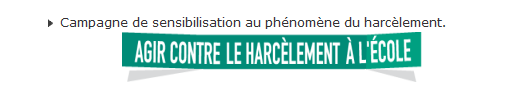 Campagne de sensibilisation au phénomène du harcèlement.
AGIR CONTRE LE HARCÈLEMENT À L'ÉCOLE